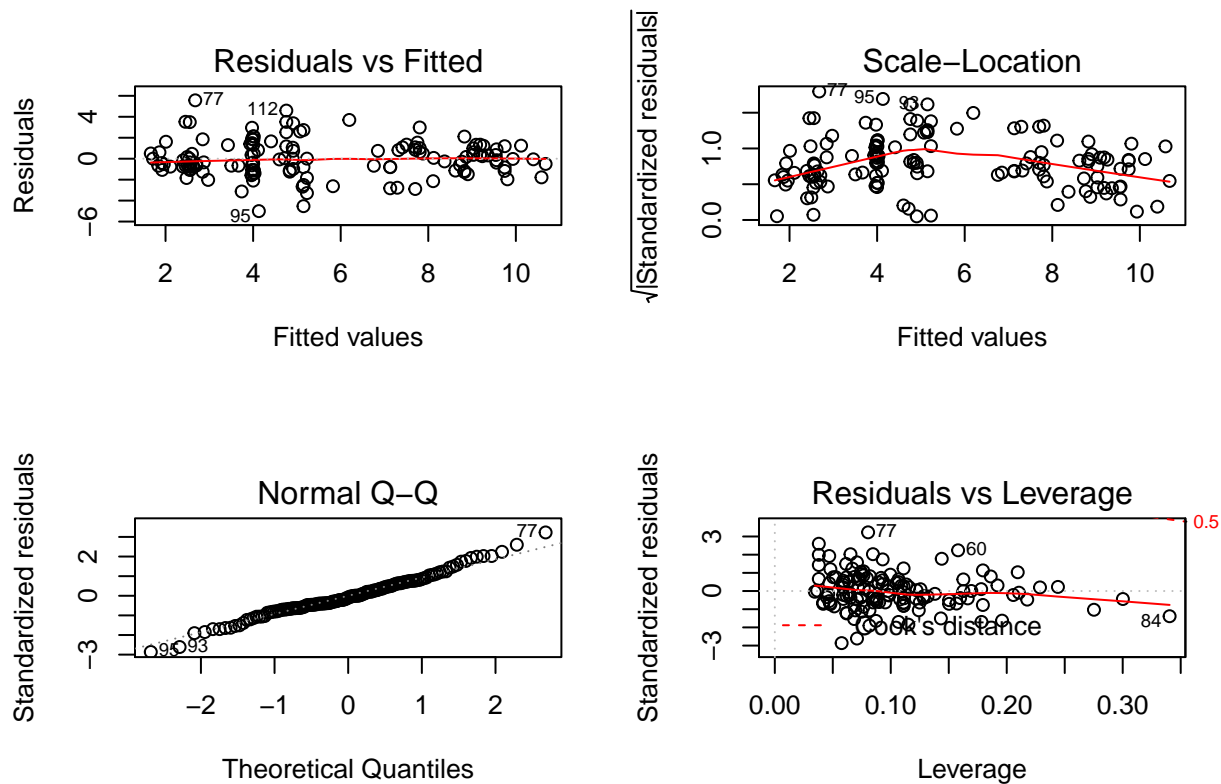 Residuals vs Fitted
Residuals
4
0
−6
77
112
95
2 4 6 8 10
Fitted values
Scale−Location
√|Standardized residuals|
1.0
0.0
77
95
93
2 4 6 8 10
Fitted values
Normal Q−Q
Standardized residuals
2
0
−3
77
95
93
−2 −1 0 1 2
Theoretical Quantiles
Residuals vs Leverage
Standardized residuals
3
0
−3
77
60
84
0.5
Cook's distance
0.00 0.10 0.20 0.30
Leverage